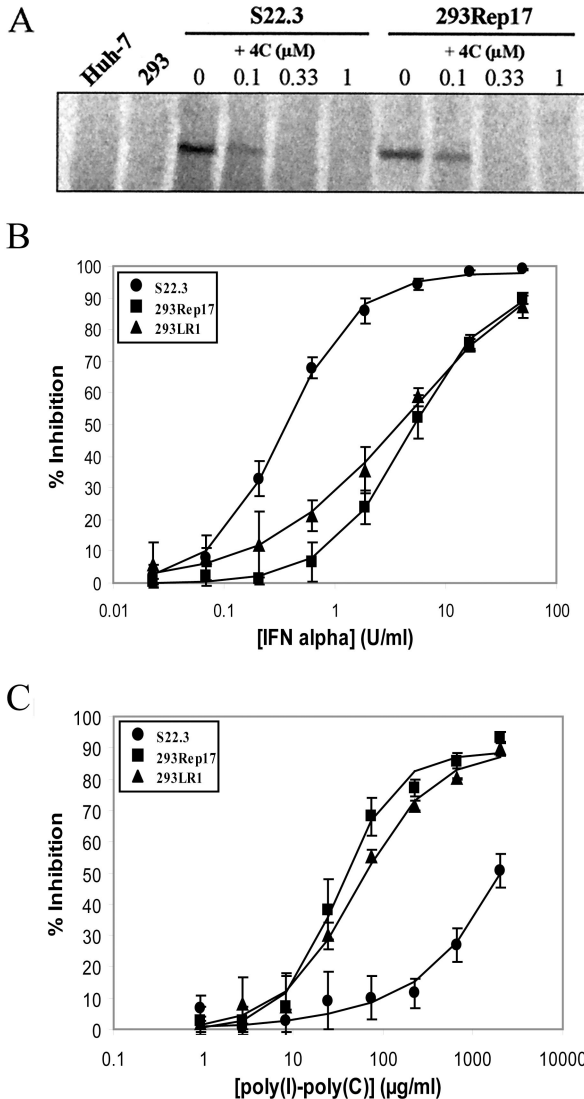 A
S22.3
293Rep17
+ 4C (μM)
+ 4C (μM)
Huh-7
293
0
0.1
0.33
1
0
0.1
0.33
1
B
100
90
80
70
60
50
40
30
20
10
0
% Inhibition
S22.3
293Rep17
293LR1
0.01
0.1
1
10
100
[IFN alpha] (U/ml)
C
100
90
80
70
60
50
40
30
20
10
0
% Inhibition
S22.3
293Rep17
293LR1
0.1
1
10
100
1000
10000
[poly(I)-poly(C)] (μg/ml)